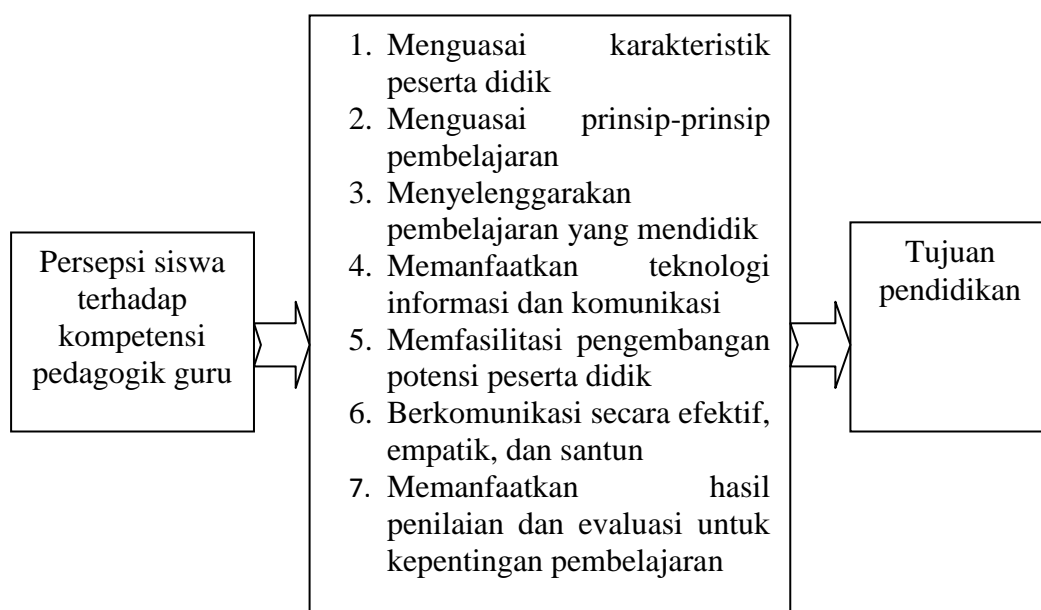 Persepsi siswa
terhadap
kompetensi
pedagogik guru
1. Menguasai karakteristik
peserta didik
2. Menguasai prinsip-prinsip
pembelajaran
3. Menyelenggarakan
pembelajaran yang mendidik
4. Memanfaatkan teknologi
informasi dan komunikasi
5. Memfasilitasi pengembangan
potensi peserta didik
6. Berkomunikasi secara efektif,
empatik, dan santun
7. Memanfaatkan hasil
penilaian dan evaluasi untuk
kepentingan pembelajaran
Tujuan
pendidikan